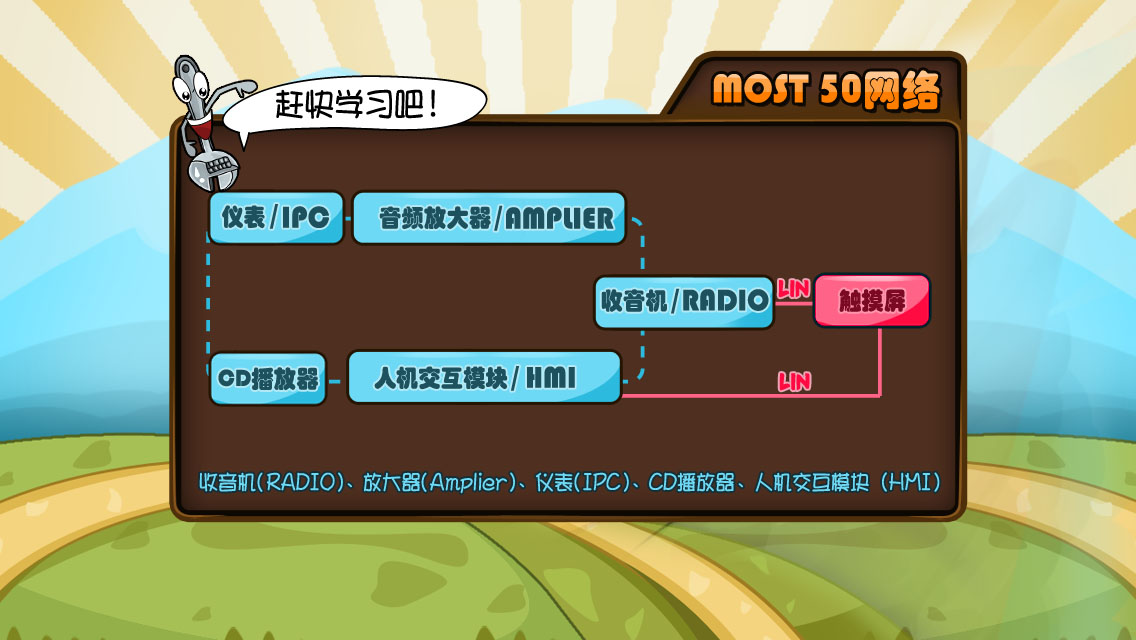 MOST 50网络
赶快学习吧!
仪表/IPC
音频放大器/AMPLIER
收音机/RADIO
LIN
触摸屏
CD播放器
人机交互模块/HMI
LIN
收音机(RADIO)、放大器(Amplier)、仪表(IPC)、CD播放器、人机交互模块(HMI)